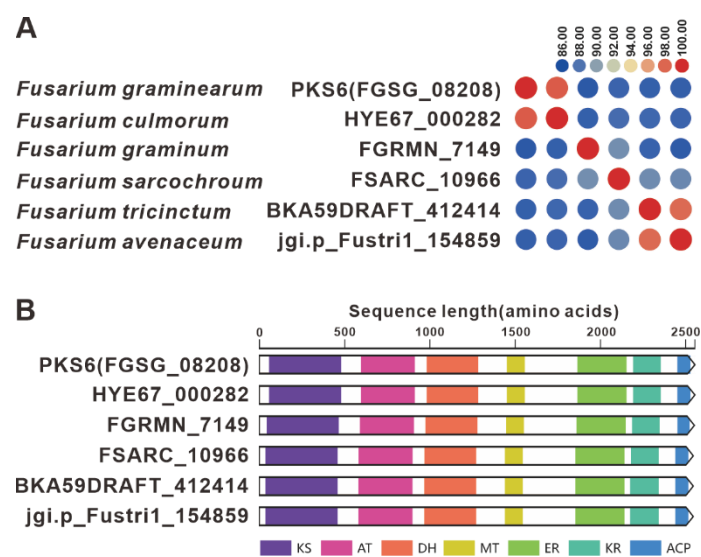 A
86.00 88.00 90.00 92.00 94.00 96.00 98.00 100.00
Fusarium graminearum PKS6(FGSG_08208)
Fusarium culmorum HYE67_000282
Fusarium graminum FGRMN_7149
Fusarium sarcochroum FSARC_10966
Fusarium tricinctum BKA59DRAFT_412414
Fusarium avenaceum jgi.p_Fustri1_154859
B
Sequence length(amino acids)
0 500 1000 1500 2000 2500
PKS6(FGSG_08208)
HYE67_000282
FGRMN_7149
FSARC_10966
BKA59DRAFT_412414
jgi.p_Fustri1_154859
KS AT DH MT ER KR ACP